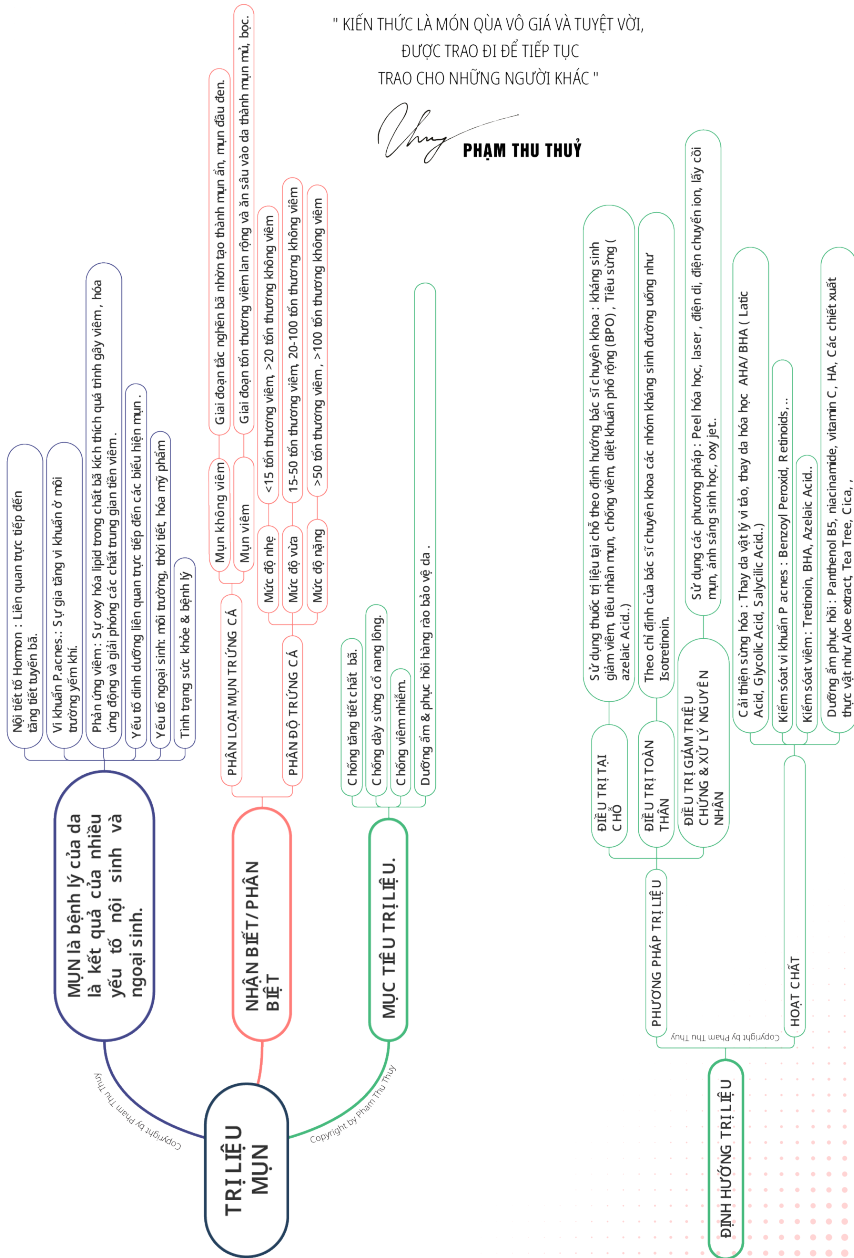 " KIẾN THỨC LÀ MÓN QÙA VÔ GIÁ VÀ TUYỆT VỜI,
ĐƯỢC TRAO ĐI ĐỂ TIẾP TỤC
TRAO CHO NHỮNG NGƯỜI KHÁC "
PHẠM THU THUỶ
TRỊ LIỆU
MỤN
Copyright by Pham Thu Thuy
Copyright by Pham Thu Thuy
MỤN là bệnh lý của da
là kết quả của nhiều
yếu tố nội sinh và
ngoại sinh.
Nội tiết tố Hormon : Liên quan trực tiếp đến
tăng tiết tuyến bã.
Vi khuẩn P.acnes.: Sự gia tăng vi khuẩn ở môi
trường yếm khí.
Phản ứng viêm : Sự oxy hóa lipid trong chất bã kích thích quá trình gây viêm , hóa
ứng động và giải phóng các chất trung gian tiền viêm .
Yếu tố dinh dưỡng liên quan trực tiếp đến các biểu hiện mụn .
Yếu tố ngoại sinh: môi trường, thời tiết, hóa mỹ phẩm
Tình trạng sức khỏe & bệnh lý
NHẬN BIẾT/ PHÂN
BIỆT
PHÂN LOẠI MỤN TRỨNG CÁ
Mụn không viêm
Giai đoạn tắc nghẽn bã nhờn tạo thành mụn ẩn, mụn đầu đen.
Mụn viêm
Giai đoạn tổn thương viêm lan rộng và ăn sâu vào da thành mụn mủ, bọc.
PHÂN ĐỘ TRỨNG CÁ
Mức độ nhẹ
<15 tổn thương viêm, >20 tổn thương không viêm
Mức độ vừa
15-50 tổn thương viêm, 20-100 tổn thương không viêm
Mức độ nặng
>50 tổn thương viêm , >100 tổn thương không viêm
MỤC TIÊU TRỊ LIỆU.
Chống tăng tiết chất bã.
Chống dày sừng cổ nang lông.
Chống viêm nhiễm.
Dưỡng ẩm & phục hồi hàng rào bảo vệ da .
ĐỊNH HƯỚNG TRỊ LIỆU
Copyright by Pham Thu Thuy
PHƯƠNG PHÁP TRỊ LIỆU
ĐIỀU TRỊ TẠI
CHỖ
Sử dụng thuốc trị liệu tại chỗ theo định hướng bác sĩ chuyên khoa : kháng sinh
giảm viêm, tiêu nhân mụn, chống viêm, diệt khuẩn phổ rộng (BPO) , Tiêu sừng (
azelaic Acid..)
ĐIỀU TRỊ TOÀN
THÂN
Theo chỉ định của bác sĩ chuyên khoa các nhóm kháng sinh đường uống như
Isotretinoin.
ĐIỀU TRỊ GIẢM TRIỆU
CHỨNG & XỬ LÝ NGUYÊN
NHÂN
Sử dụng các phương pháp : Peel hóa học, laser , điện di, điện chuyển ion, lấy cồi
mụn, ánh sáng sinh học, oxy jet..
HOẠT CHẤT
Cải thiện sừng hóa : Thay da vật lý vi tảo, thay da hóa học AHA/ BHA ( Latic
Acid, Glycolic Acid, Salycilic Acid..)
Kiểm sóat vi khuẩn P acnes : Benzoyl Peroxid, Retinoids, ..
Kiểm sóat viêm : Tretinoin, BHA, Azelaic Acid..
Dưỡng ẩm phục hồi : Panthenol B5, niacinamide, vitamin C, HA, Các chiết xuất
thực vật như Aloe extract, Tea Tree, Cica, ,